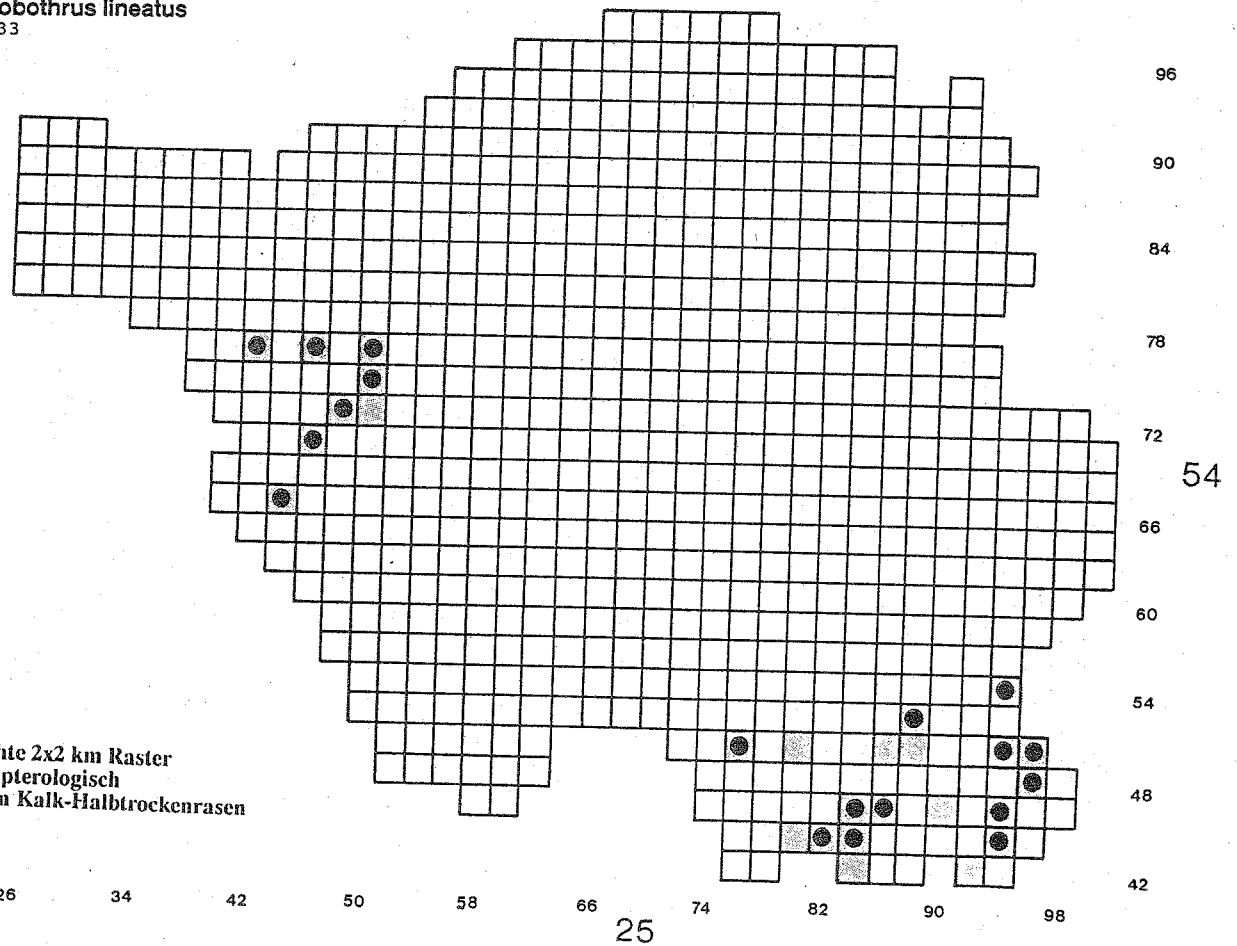 obothrus lineatus
33
96
90
84
78
72
54
66
60
54
48
42
nte 2x2 km Raster
pterologisch
n Kalk-Halbtrockenrasen
26 34 42 50 58 66 74 82 90 98
25